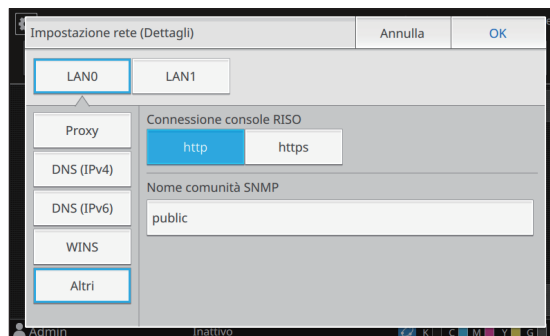 Impostazione rete (Dettagli)
Annulla
OK
LAN0
LAN1
Proxy
DNS (IPv4)
DNS (IPv6)
WINS
Altri
Connessione console RISO
http
https
Nome comunità SNMP
public
Admin
Inattivo
K C M Y G